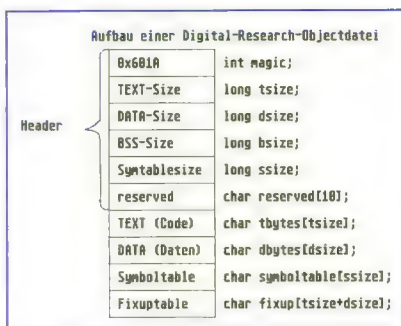 Aufbau einer Digital-Research-Objectdatei
0x601A int magic;
TEXT-Size long tsize;
DATA-Size long dsize;
Header
BSS-Size long bsize;
Symtablesize long ssize;
reserved char reserved[10];
TEXT (Code) char tbytes[tsize];
DATA (Daten) char dbytes[dsize];
Symboltable char symboltable[ssize];
Fixuptable char fixup[tsize+dsize];